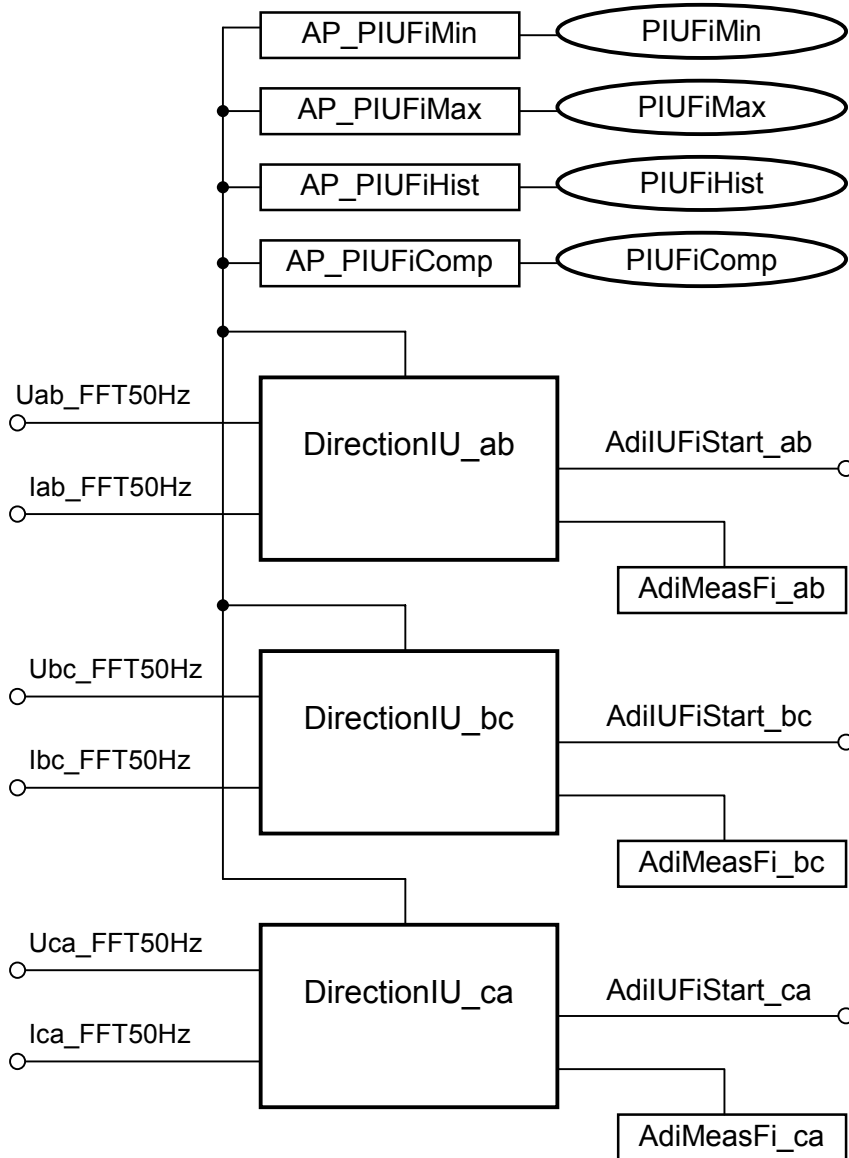 AP_PIUFiMin
PIUFiMin
AP_PIUFiMax
PIUFiMax
AP_PIUFiHist
PIUFiHist
AP_PIUFiComp
PIUFiComp
Uab_FFT50Hz
DirectionIU_ab
AdiIUFiStart_ab
Iab_FFT50Hz
AdiMeasFi_ab
Ubc_FFT50Hz
DirectionIU_bc
AdiIUFiStart_bc
Ibc_FFT50Hz
AdiMeasFi_bc
Uca_FFT50Hz
DirectionIU_ca
AdiIUFiStart_ca
Ica_FFT50Hz
AdiMeasFi_ca